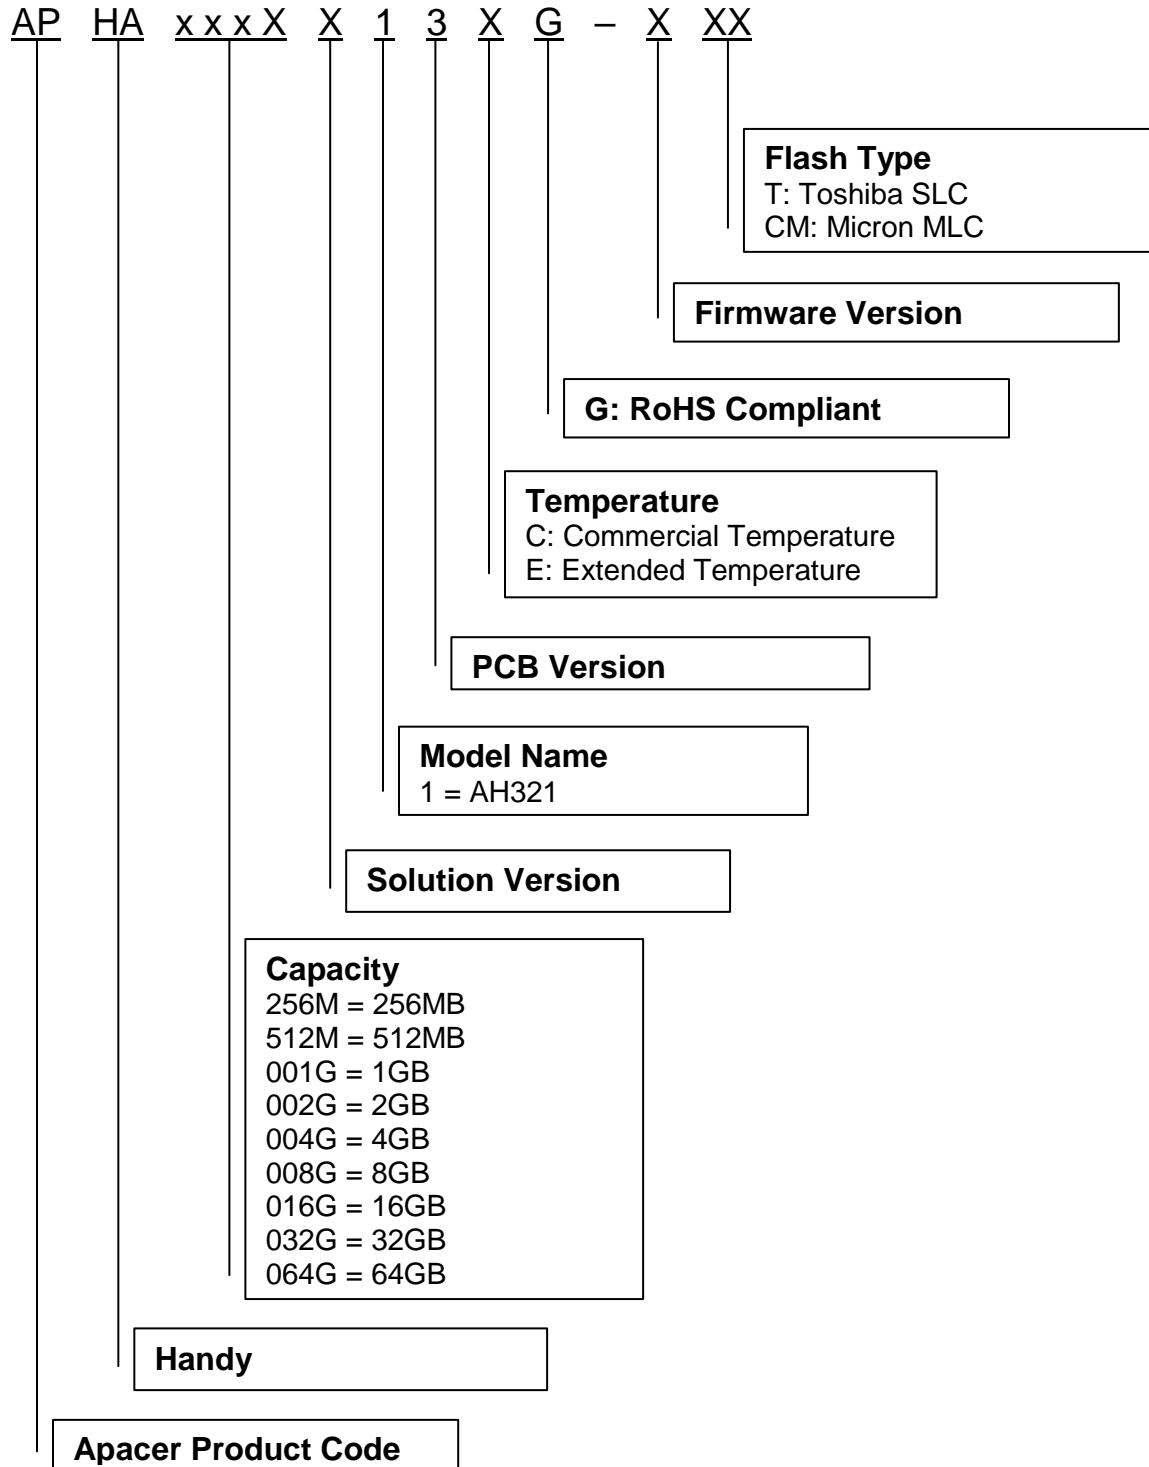 AP HA x x x X X 1 3 X G – X XX
Flash Type
T: Toshiba SLC
CM: Micron MLC
Firmware Version
G: RoHS Compliant
Temperature
C: Commercial Temperature
E: Extended Temperature
PCB Version
Model Name
1 = AH321
Solution Version
Capacity
256M = 256MB
512M = 512MB
001G = 1GB
002G = 2GB
004G = 4GB
008G = 8GB
016G = 16GB
032G = 32GB
064G = 64GB
Handy
Apacer Product Code